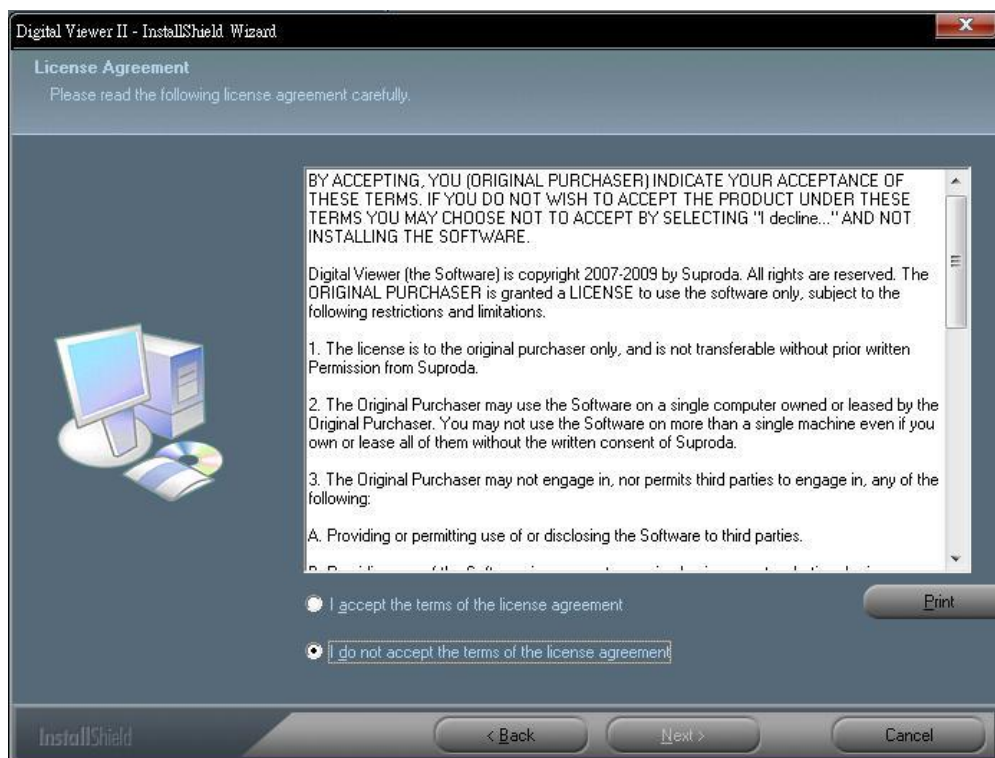 Digital Viewer II - InstallShield Wizard
License Agreement
Please read the following license agreement carefully.
BY ACCEPTING, YOU (ORIGINAL PURCHASER) INDICATE YOUR ACCEPTANCE OF
THESE TERMS. IF YOU DO NOT WISH TO ACCEPT THE PRODUCT UNDER THESE
TERMS YOU MAY CHOOSE NOT TO ACCEPT BY SELECTING "I decline..." AND NOT
INSTALLING THE SOFTWARE.
Digital Viewer (the Software) is copyright 2007-2009 by Suproda. All rights are reserved. The
ORIGINAL PURCHASER is granted a LICENSE to use the software only, subject to the
following restrictions and limitations.
1. The license is to the original purchaser only, and is not transferable without prior written
Permission from Suproda.
2. The Original Purchaser may use the Software on a single computer owned or leased by the
Original Purchaser. You may not use the Software on more than a single machine even if you
own or lease all of them without the written consent of Suproda.
3. The Original Purchaser may not engage in, nor permits third parties to engage in, any of the
following:
A. Providing or permitting use of or disclosing the Software to third parties.
I accept the terms of the license agreement
Print
I do not accept the terms of the license agreement
InstallShield
< Back
Next >
Cancel